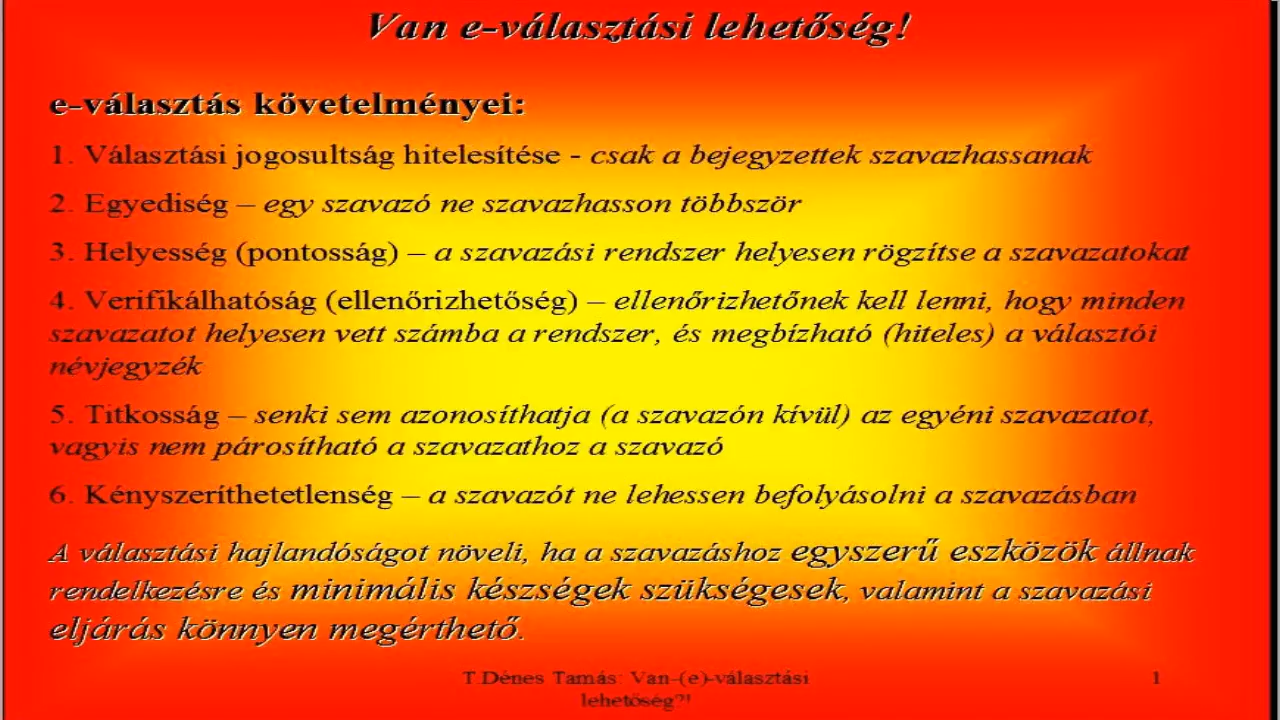 Van e-választási lehetőség!
e-választás követelményei:
1. Választási jogosultság hitelesítése - csak a bejegyzettek szavazhassanak
2. Egyediség – egy szavazó ne szavazhasson többször
3. Helyesség (pontosság) – a szavazási rendszer helyesen rögzítse a szavazatokat
4. Verifikálhatóság (ellenőrizhetőség) – ellenőrizhetőnek kell lenni, hogy minden
szavazatot helyesen vett számba a rendszer, és megbízható (hiteles) a választói
névjegyzék
5. Titkosság – senki sem azonosíthatja (a szavazón kívül) az egyéni szavazatot,
vagyis nem párosítható a szavazathoz a szavazó
6. Kényszeríthetetlenség – a szavazót ne lehessen befolyásolni a szavazásban
A választási hajlandóságot növeli, ha a szavazáshoz egyszerű eszközök állnak
rendelkezésre és minimális készségek szükségesek, valamint a szavazási
eljárás könnyen megérthető.
T.Dénes Tamás: Van-(e)-választási
lehetőség?!
1